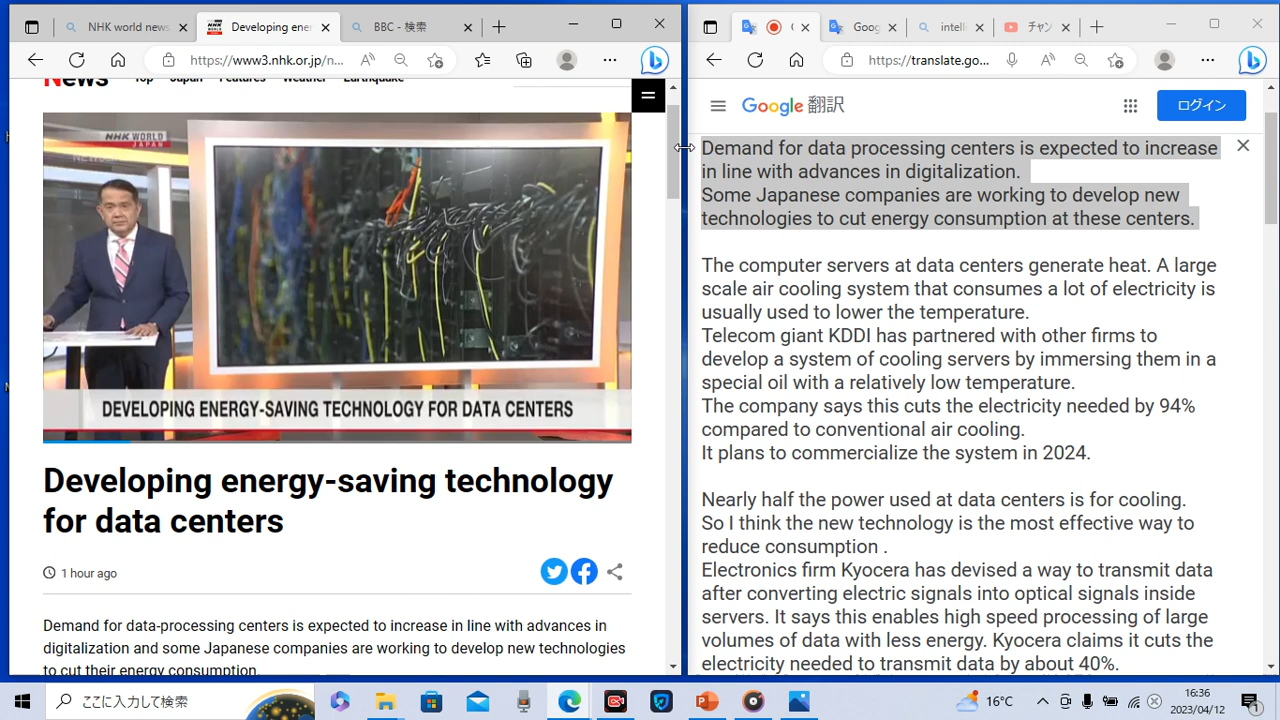 NHK world news
Developing ener
BBC - 検索
https://www3.nhk.or.jp/n...
News
Top
Japan
Features
Weather
Earthquake
NHK WORLD
JAPAN
DEVELOPING ENERGY-SAVING TECHNOLOGY FOR DATA CENTERS
Developing energy-saving technology
for data centers
1 hour ago
Demand for data-processing centers is expected to increase in line with advances in
digitalization and some Japanese companies are working to develop new technologies
to cut their energy consumption.
Goog
intell
チャン
https://translate.go...
Google 翻訳
ログイン
Demand for data processing centers is expected to increase
in line with advances in digitalization.
Some Japanese companies are working to develop new
technologies to cut energy consumption at these centers.
The computer servers at data centers generate heat. A large
scale air cooling system that consumes a lot of electricity is
usually used to lower the temperature.
Telecom giant KDDI has partnered with other firms to
develop a system of cooling servers by immersing them in a
special oil with a relatively low temperature.
The company says this cuts the electricity needed by 94%
compared to conventional air cooling.
It plans to commercialize the system in 2024.
Nearly half the power used at data centers is for cooling.
So I think the new technology is the most effective way to
reduce consumption .
Electronics firm Kyocera has devised a way to transmit data
after converting electric signals into optical signals inside
servers. It says this enables high speed processing of large
volumes of data with less energy. Kyocera claims it cuts the
electricity needed to transmit data by about 40%.
ここに入力して検索
16°C
16:36
2023/04/12